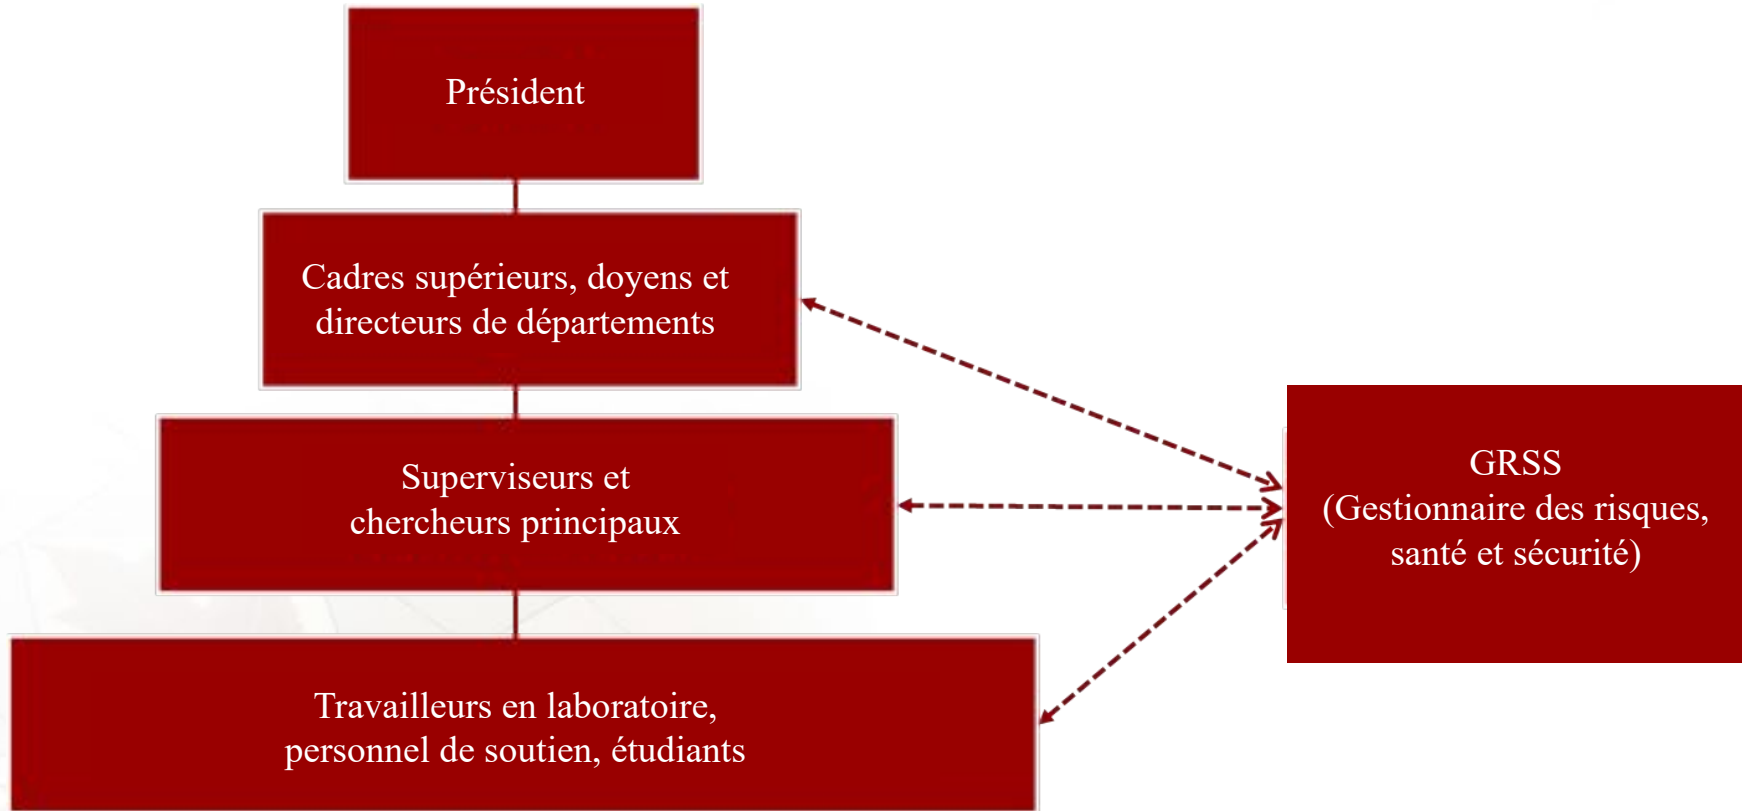 Président
Cadres supérieurs, doyens et
directeurs de départements
Superviseurs et
chercheurs principaux
GRSS
(Gestionnaire des risques,
santé et sécurité)
Travailleurs en laboratoire,
personnel de soutien, étudiants